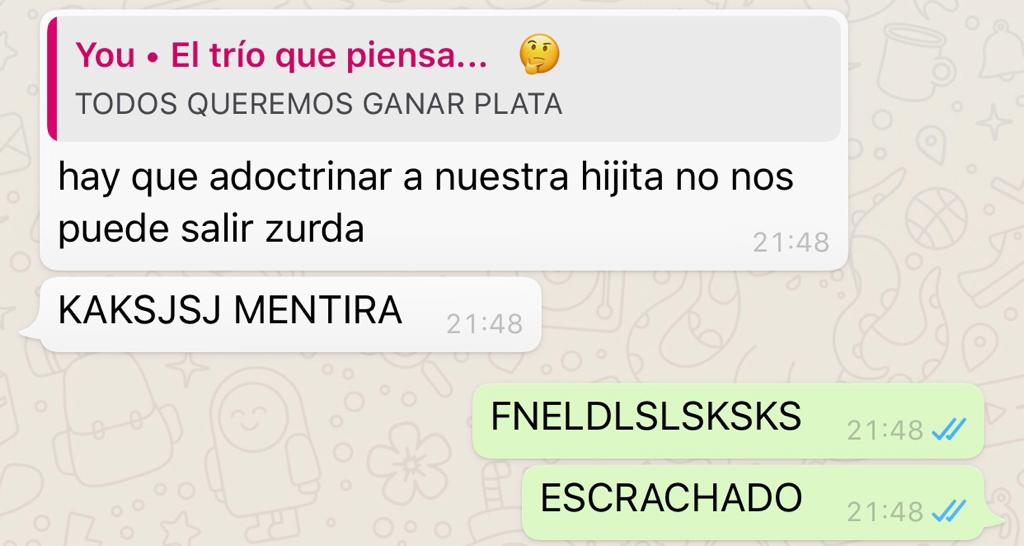 You • El trío que piensa... 🤔
TODOS QUEREMOS GANAR PLATA
hay que adoctrinar a nuestra hijita no nos
puede salir zurda
21:48
KAKSJSJ MENTIRA
21:48
FNELDLSLSKSKS
21:48
ESCRACHADO
21:48